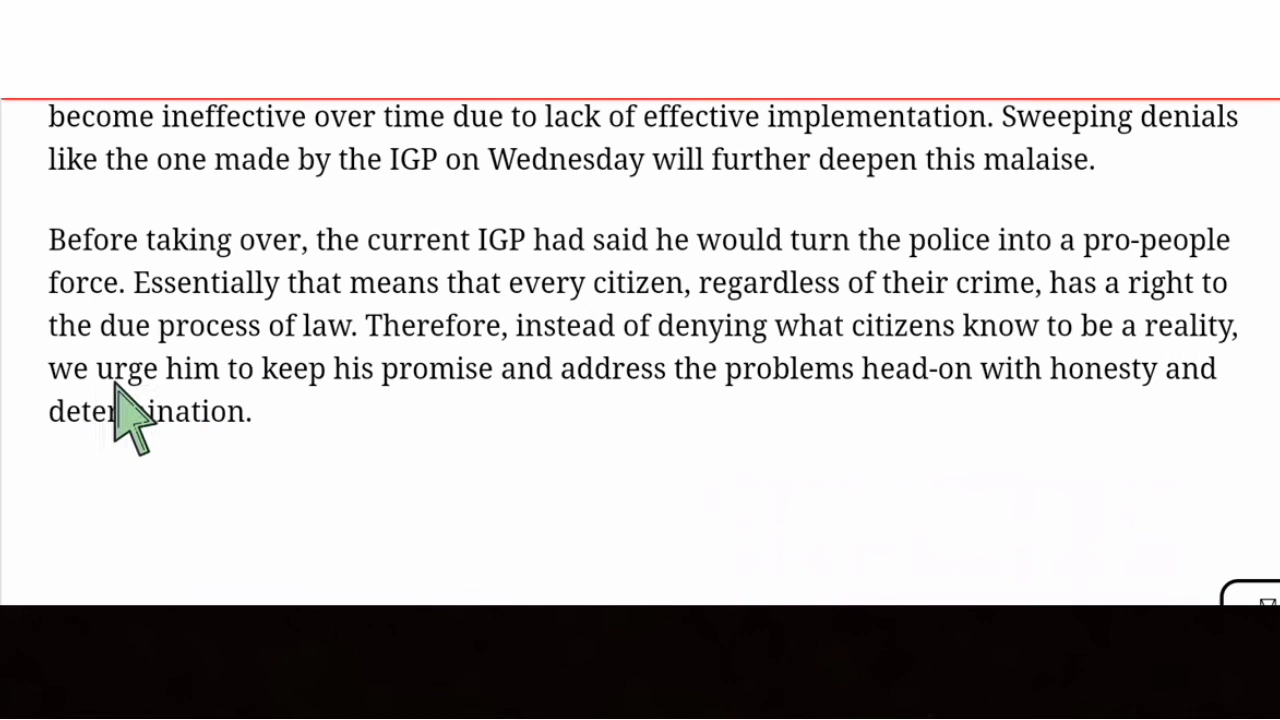 become ineffective over time due to lack of effective implementation. Sweeping denials
like the one made by the IGP on Wednesday will further deepen this malaise.
Before taking over, the current IGP had said he would turn the police into a pro-people
force. Essentially that means that every citizen, regardless of their crime, has a right to
the due process of law. Therefore, instead of denying what citizens know to be a reality,
we urge him to keep his promise and address the problems head-on with honesty and
determination.